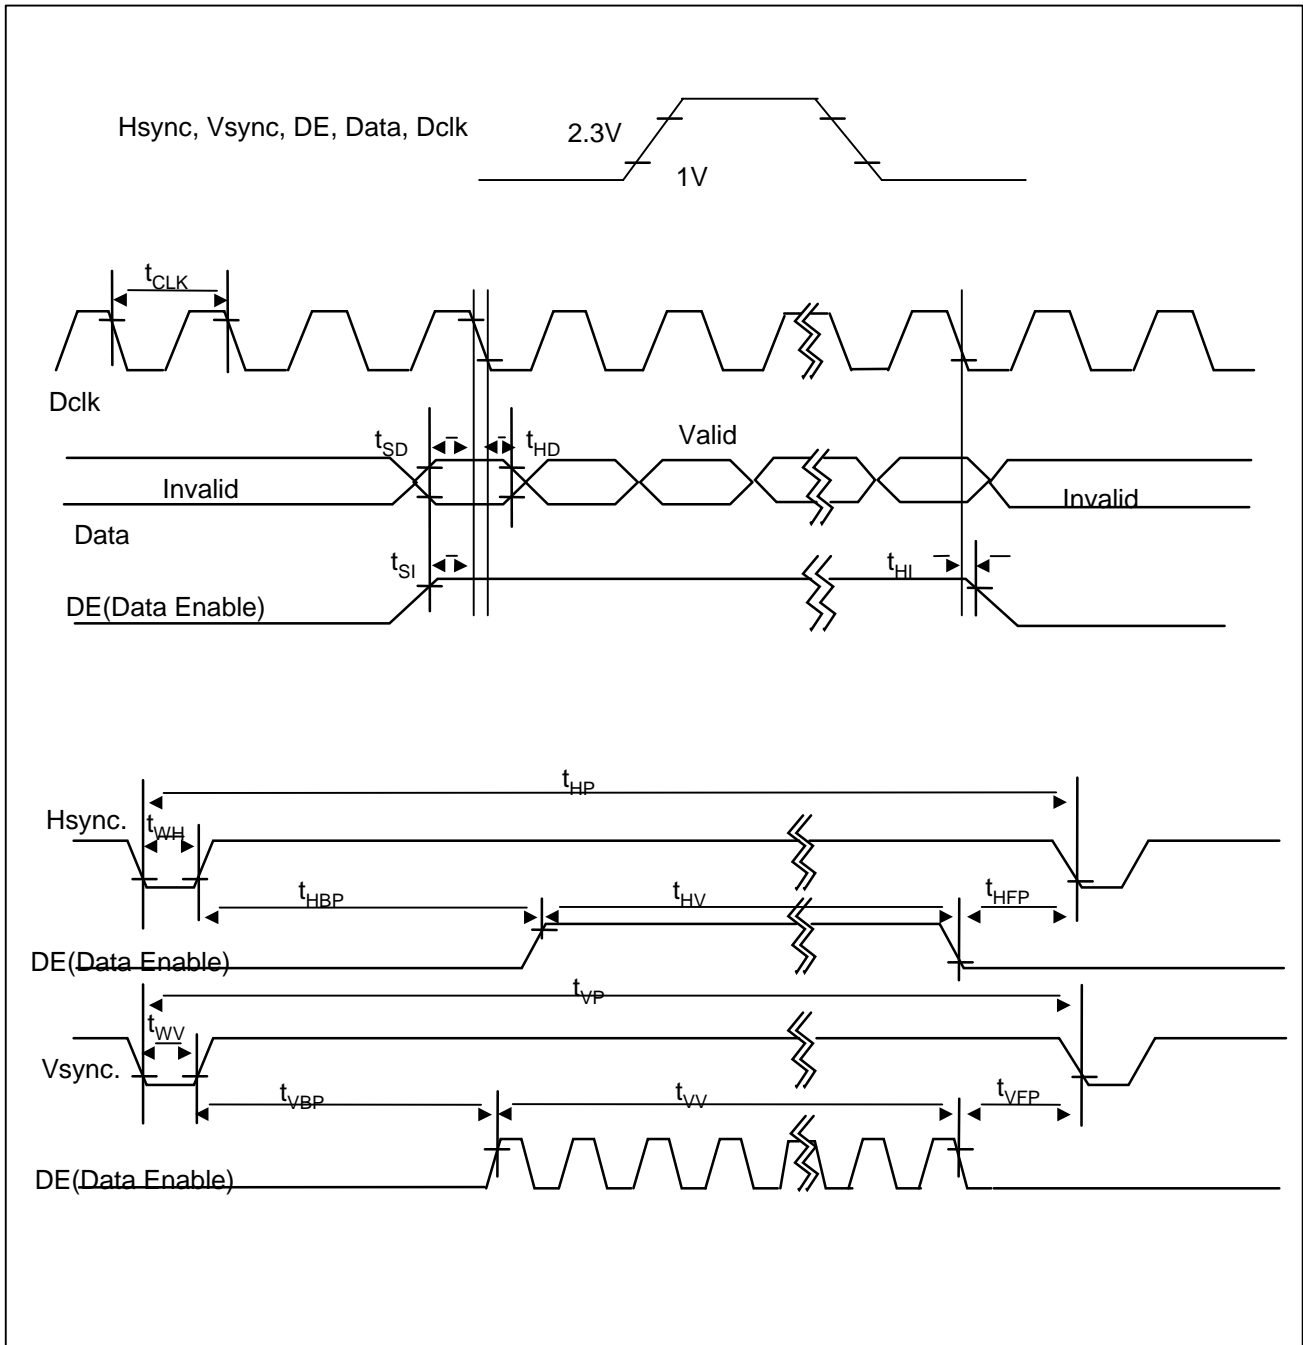 Hsync, Vsync, DE, Data, Dclk
2.3V
1V
tCLK
Dclk
tSD
tHD
Valid
Invalid
Invalid
Data
tSI
tHI
DE(Data Enable)
tHP
Hsync.
tWH
tHBP
tHV
tHFP
DE(Data Enable)
tVP
tWV
Vsync.
tVBP
tVV
tVFP
DE(Data Enable)